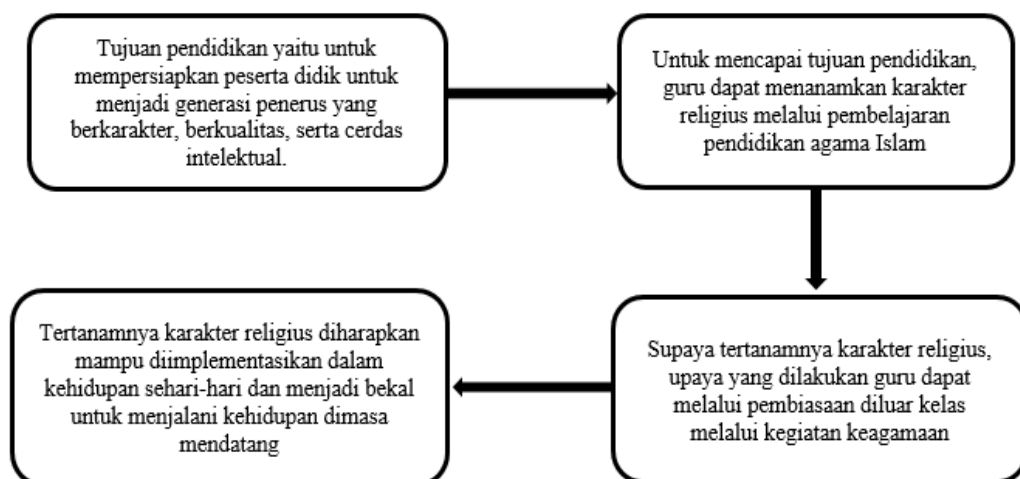 Tujuan pendidikan yaitu untuk
mempersiapkan peserta didik untuk
menjadi generasi penerus yang
berkarakter, berkualitas, serta cerdas
intelektual.
Untuk mencapai tujuan pendidikan,
guru dapat menanamkan karakter
religius melalui pembelajaran
pendidikan agama Islam
Supaya tertanamnya karakter religius,
upaya yang dilakukan guru dapat
melalui pembiasaan diluar kelas
melalui kegiatan keagamaan
Tertanamnya karakter religius diharapkan
mampu diimplementasikan dalam
kehidupan sehari-hari dan menjadi bekal
untuk menjalani kehidupan dimasa
mendatang